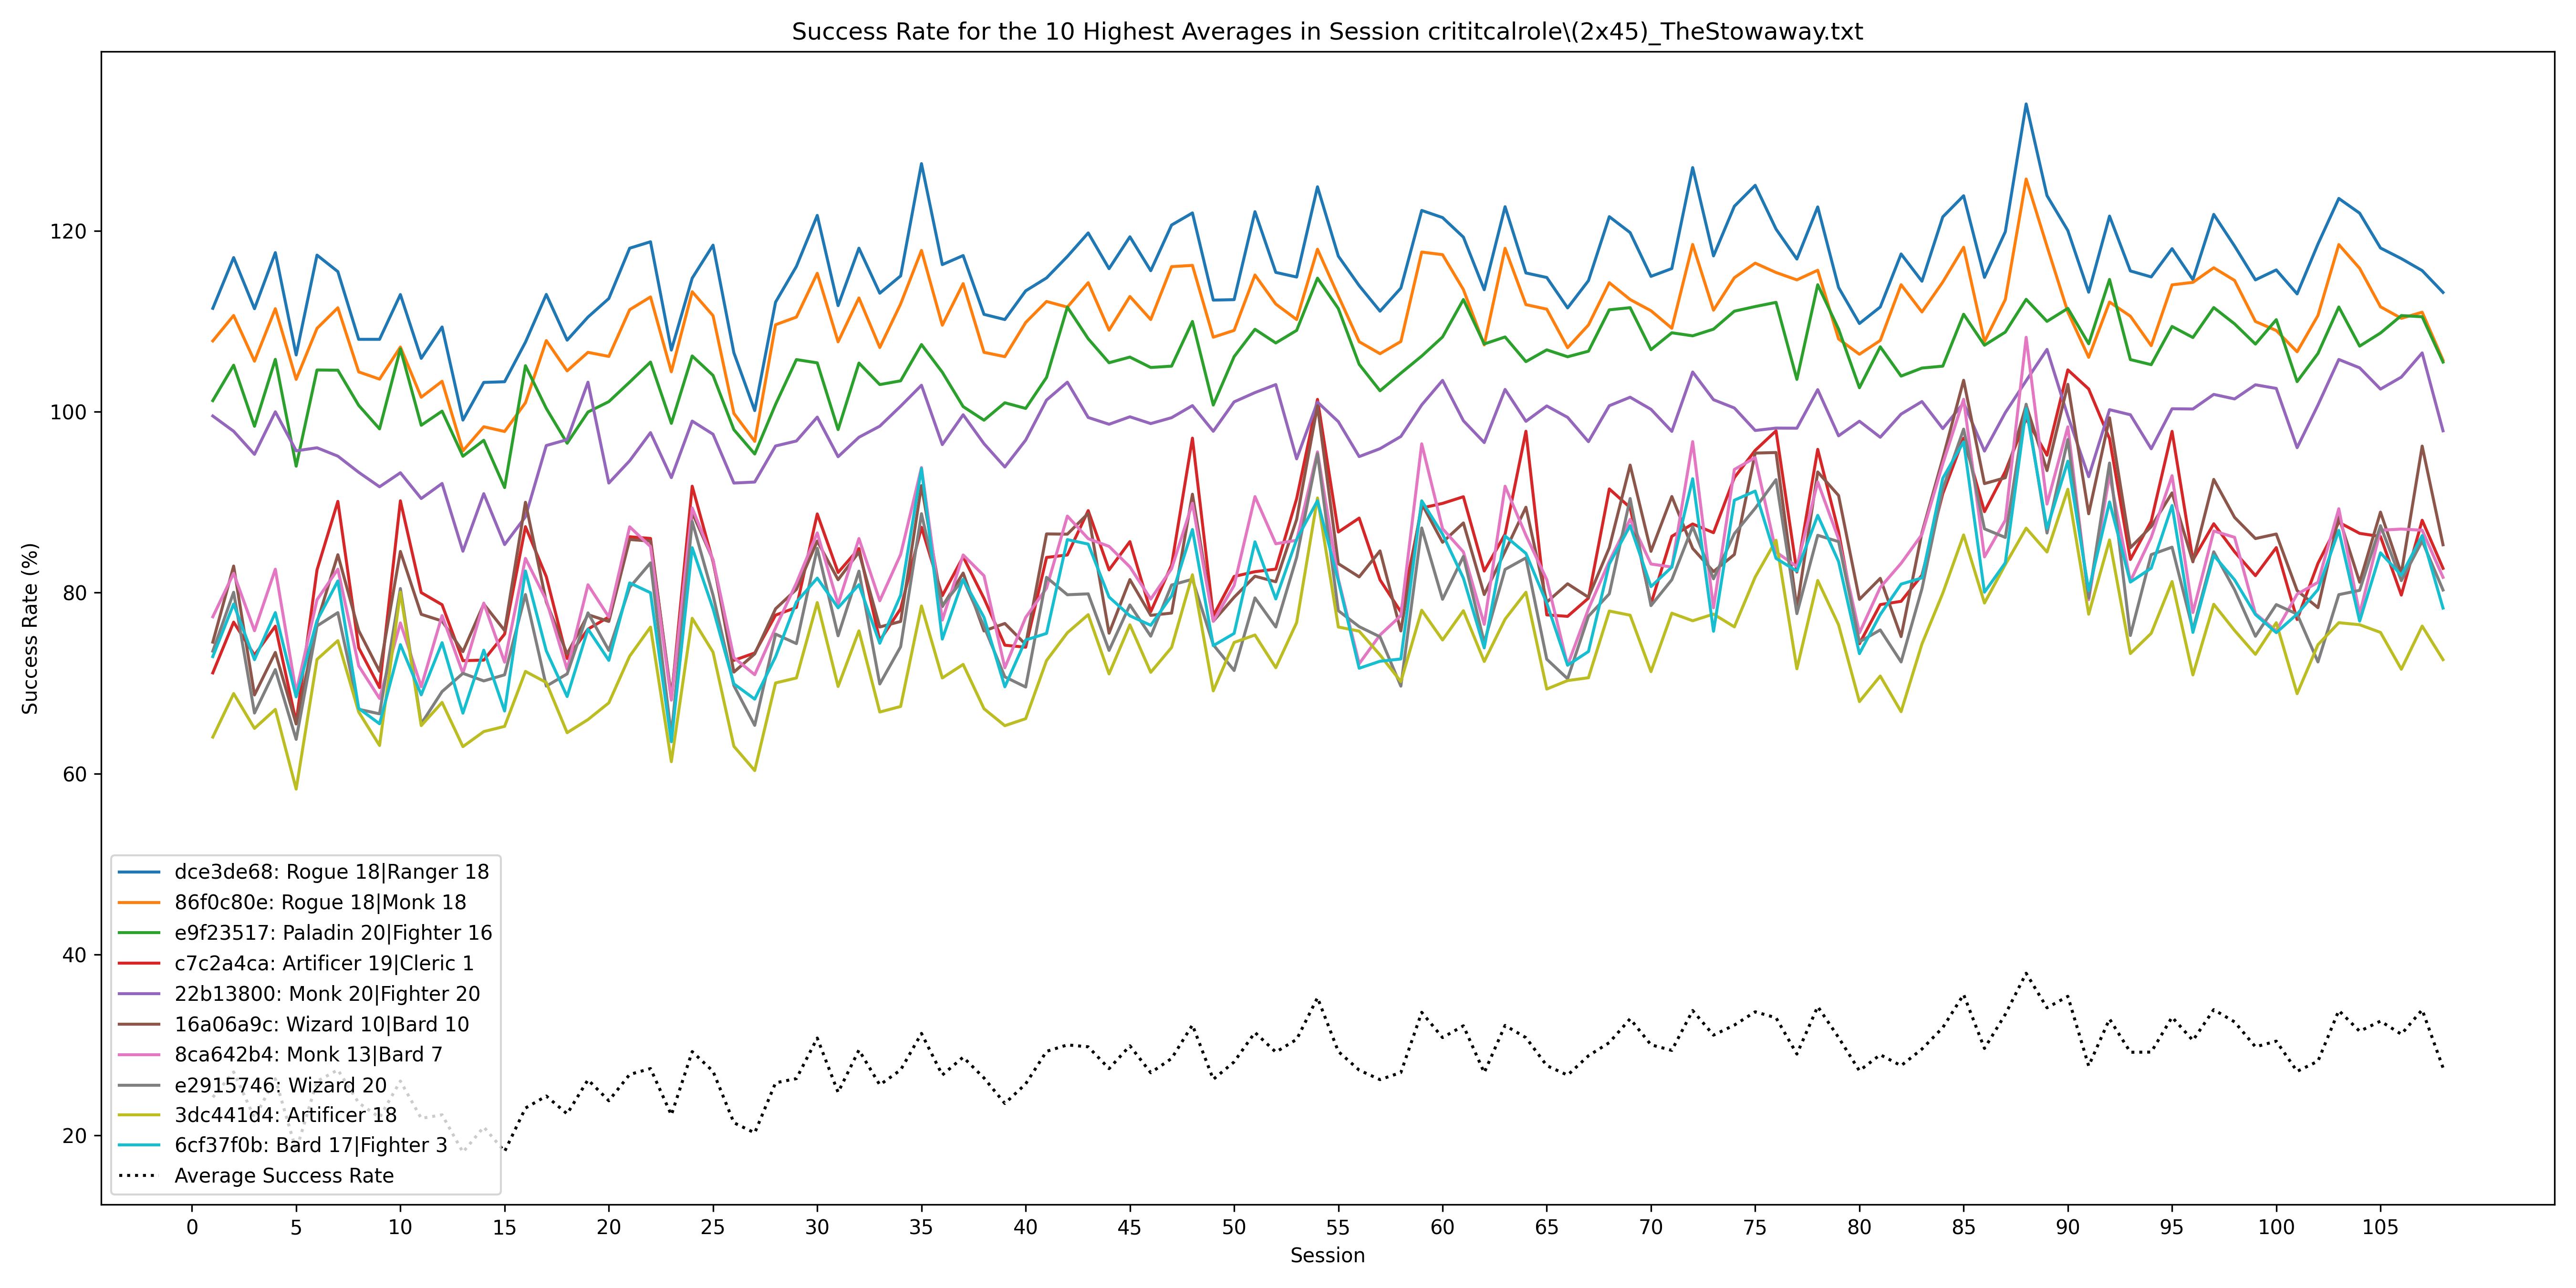 Success Rate for the 10 Highest Averages in Session crititcalrole\(2x45)_TheStowaway.txt
120
100
80
60
40
20
Success Rate (%)
dce3de68: Rogue 18|Ranger 18
86f0c80e: Rogue 18|Monk 18
e9f23517: Paladin 20|Fighter 16
c7c2a4ca: Artificer 19|Cleric 1
22b13800: Monk 20|Fighter 20
16a06a9c: Wizard 10|Bard 10
8ca642b4: Monk 13|Bard 7
e2915746: Wizard 20
3dc441d4: Artificer 18
6cf37f0b: Bard 17|Fighter 3
Average Success Rate
0 5 10 15 20 25 30 35 40 45 50 55 60 65 70 75 80 85 90 95 100 105
Session